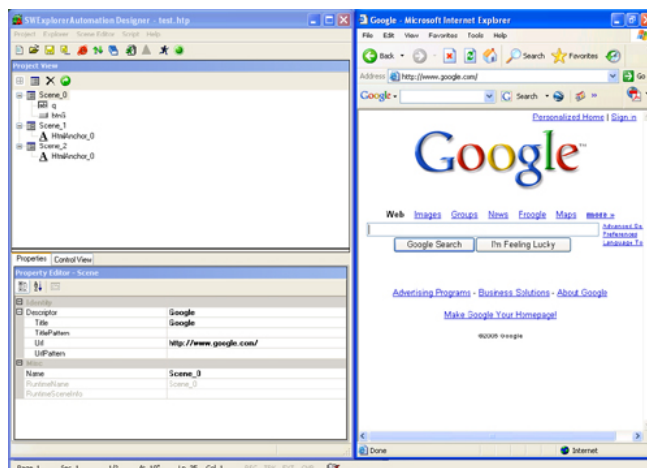 SWExplorerAutomation Designer - test.htp
Project Explorer Scene Editor Script Help
Project View
Scene_0
q
btnG
Scene_1
HtmlAnchor_0
Scene_2
HtmlAnchor_0
Properties Control View
Property Editor - Scene
Identity
Descriptor Google
Title Google
TitlePattern
Url http://www.google.com/
UrlPattern
Misc
Name Scene_0
RuntimeName Scene_0
RuntimeSceneInfo
Google - Microsoft Internet Explorer
File Edit View Favorites Tools Help
Back Search Favorites
Address http://www.google.com/ Go
Google Search
Personalized Home | Sign in
Google™
Web Images Groups News Froogle Maps more »
Preferences
Google Search I'm Feeling Lucky
Advertising Programs - Business Solutions - About Google
Make Google Your Homepage!
©2005 Google
Done Internet